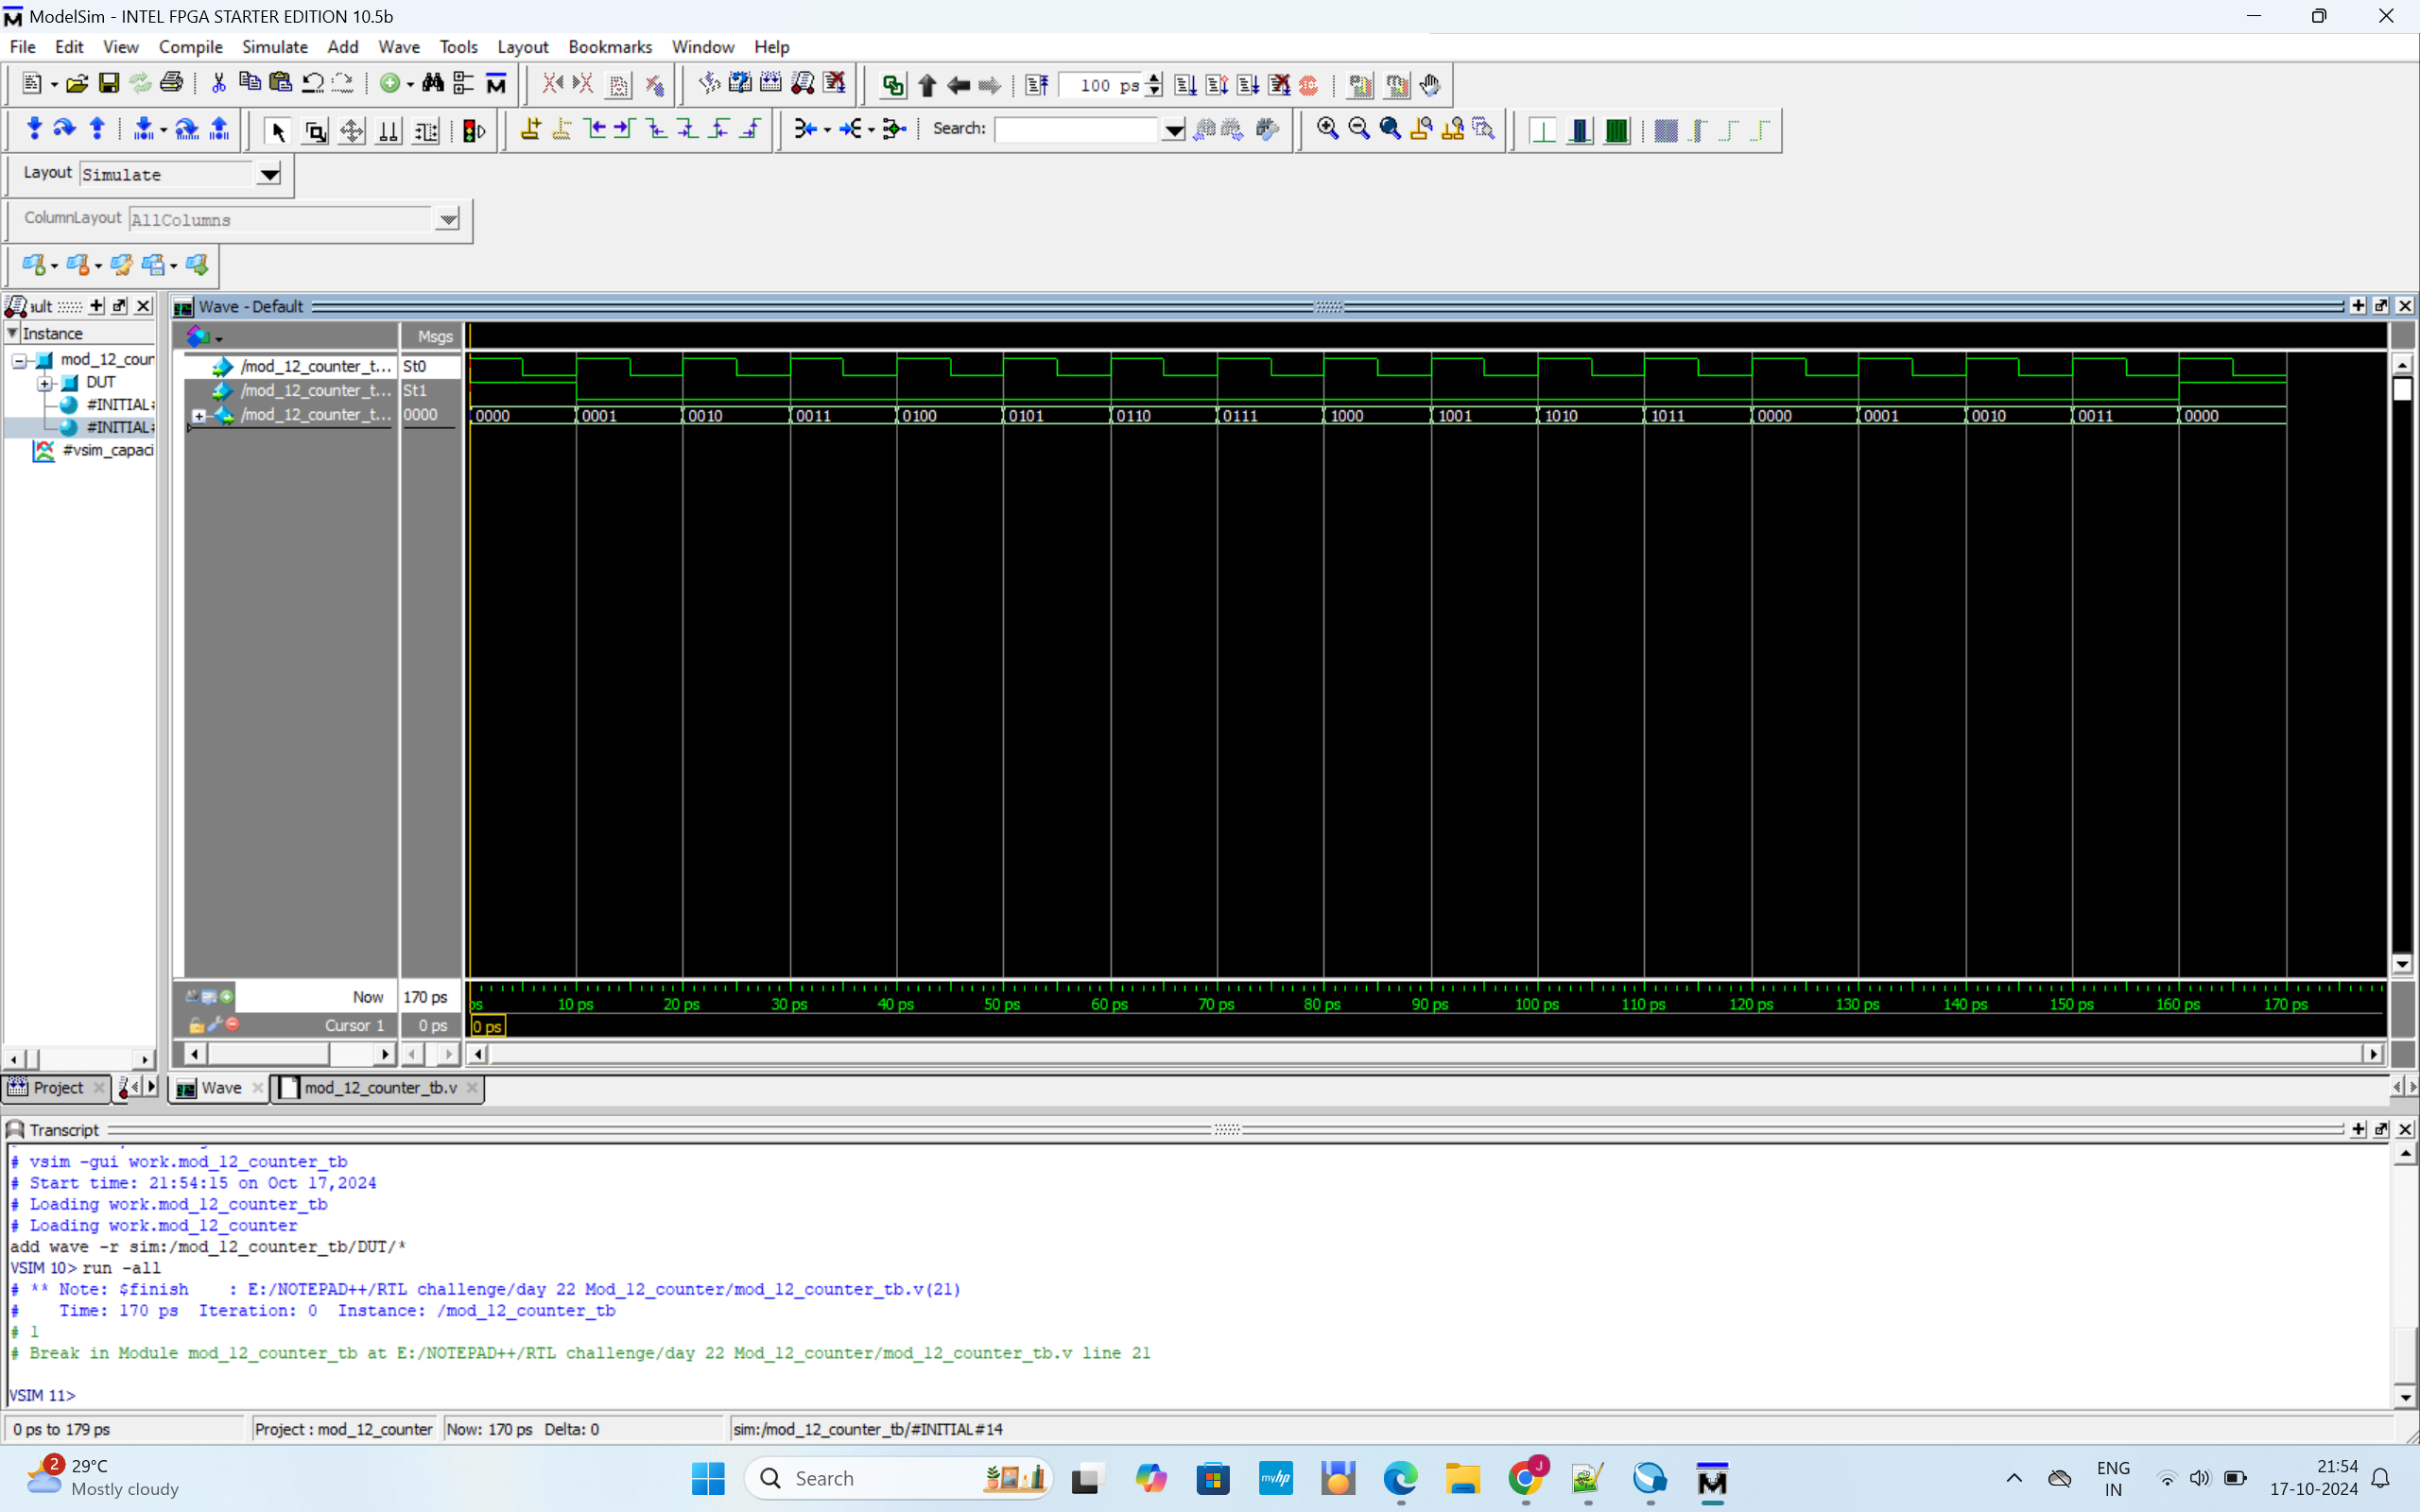 ModelSim - INTEL FPGA STARTER EDITION 10.5b
File Edit View Compile Simulate Add Wave Tools Layout Bookmarks Window Help
100 ps
Search:
Layout Simulate
ColumnLayout AllColumns
ault
Wave - Default
Instance
Msgs
mod_12_coun
DUT
#INITIAL#
#INITIAL#
#vsim_capaci
/mod_12_counter_t... St0
/mod_12_counter_t... St1
/mod_12_counter_t... 0000 0000 0001 0010 0011 0100 0101 0110 0111 1000 1001 1010 1011 0000 0001 0010 0011 0000
Now 170 ps
ps 10 ps 20 ps 30 ps 40 ps 50 ps 60 ps 70 ps 80 ps 90 ps 100 ps 110 ps 120 ps 130 ps 140 ps 150 ps 160 ps 170 ps
Cursor 1 0 ps 0 ps
Project Wave mod_12_counter_tb.v
Transcript
# vsim -gui work.mod_12_counter_tb
# Start time: 21:54:15 on Oct 17,2024
# Loading work.mod_12_counter_tb
# Loading work.mod_12_counter
add wave -r sim:/mod_12_counter_tb/DUT/*
VSIM 10> run -all
# ** Note: $finish : E:/NOTEPAD++/RTL challenge/day 22 Mod_12_counter/mod_12_counter_tb.v(21)
# Time: 170 ps Iteration: 0 Instance: /mod_12_counter_tb
# 1
# Break in Module mod_12_counter_tb at E:/NOTEPAD++/RTL challenge/day 22 Mod_12_counter/mod_12_counter_tb.v line 21
VSIM 11>
0 ps to 179 ps Project : mod_12_counter Now: 170 ps Delta: 0 sim:/mod_12_counter_tb/#INITIAL#14
2 29°C
Mostly cloudy
Search
myhp
J
ENG
IN
21:54
17-10-2024